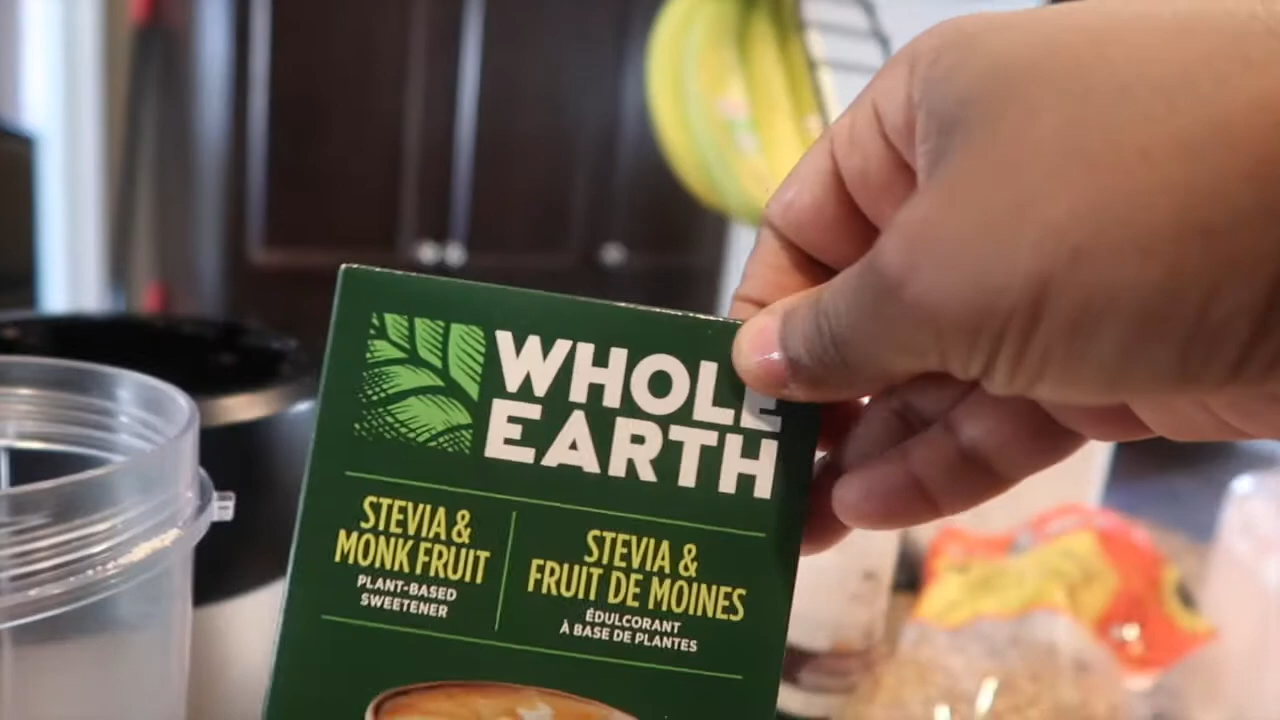 WHOLE
EARTH
STEVIA &
MONK FRUIT
PLANT-BASED
SWEETENER
STEVIA &
FRUIT DE MOINES
ÉDULCORANT
À BASE DE PLANTES